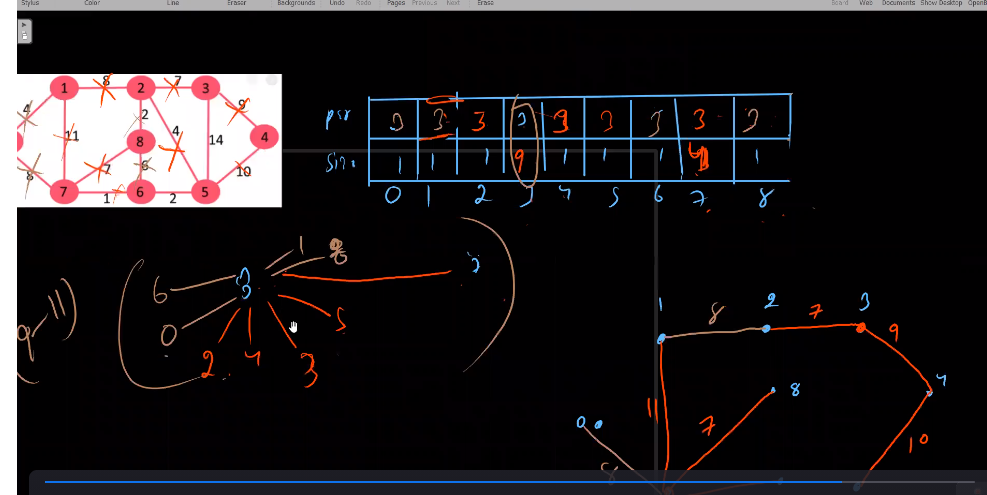 Stylus Color Line Eraser Backgrounds Undo Redo Pages Previous Next Erase Board Web Documents Show Desktop
8 7
1 2 3
4 2 9
11 8 4 14 4
7 10
8 7 6 5
1 2
par 3 3 3 3 3 3 3 3 3
1 1 1 9 1 1 1 1
0 1 2 3 4 5 6 7 8
1 8
6 3
0 5
2 4 3
9 11
1 8 2 7 3
9
4
8
11 7
0
10
8